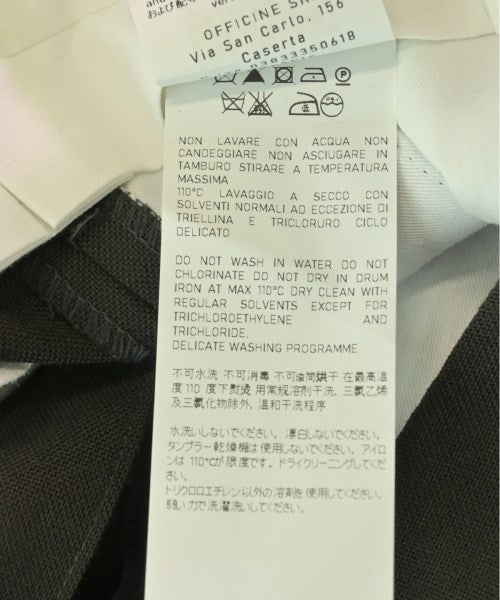 および配
OFFICINE
Via San Carlo, 156
Caserta
NON LAVARE CON ACQUA NON
CANDEGGIARE NON ASCIUGARE IN
TAMBURO STIRARE A TEMPERATURA
MASSIMA
110°C LAVAGGIO A SECCO CON
SOLVENTI NORMALI AD ECCEZIONE DI
TRIELLINA E TRICLORURO CICLO
DELICATO
DO NOT WASH IN WATER DO NOT
CHLORINATE DO NOT DRY IN DRUM
IRON AT MAX 110°C DRY CLEAN WITH
REGULAR SOLVENTS EXCEPT FOR
TRICHLOROETHYLENE AND
TRICHLORIDE,
DELICATE WASHING PROGRAMME
不可水洗 不可消毒 不可滚筒烘干 在最高温
度110 度下熨烫 用常规溶剂干洗, 三氯乙烯
及三氯化物除外, 温和干洗程序
水洗いしないでください。漂白しないでください。
タンブラー乾燥機は使用しないでください。アイロ
ンは 110℃が限度です。ドライクリーニングしてくだ
さい。
トリクロロエチレン以外の溶剤を使用してください。
弱い力で洗濯洗いしてください。